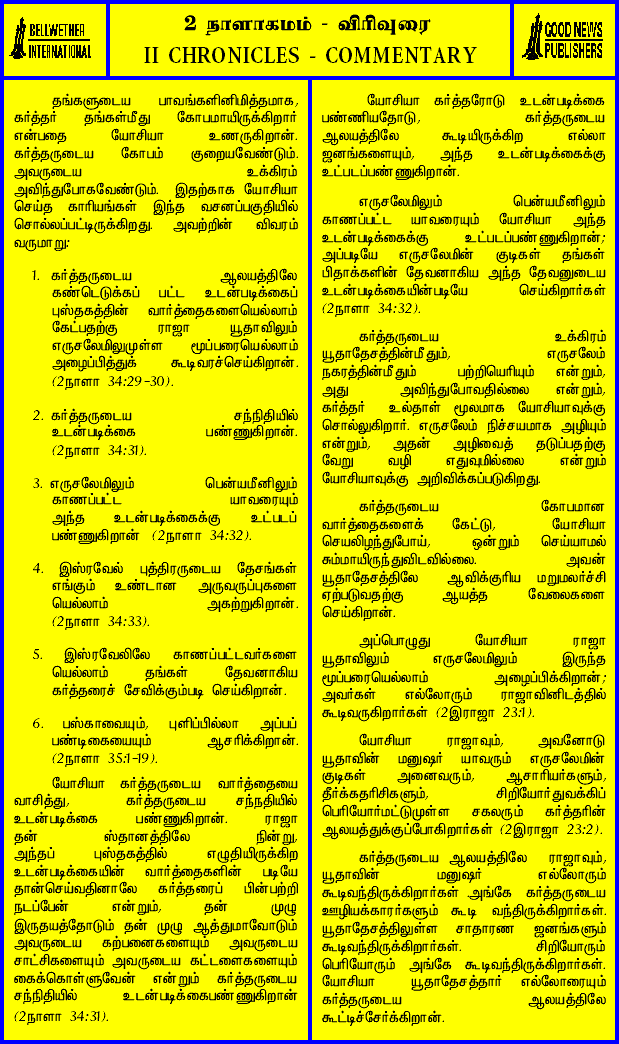 BELLWETHER
INTERNATIONAL
2 நாளாகமம் - விரிவுரை
II CHRONICLES - COMMENTARY
GOOD NEWS
PUBLISHERS
தங்களுடைய பாவங்களினிமித்தமாக,
கர்த்தர் தங்கள்மீது கோபமாயிருக்கிறார்
என்பதை யோசியா உணருகிறான்.
கர்த்தருடைய கோபம் குறையவேண்டும்.
அவருடைய உக்கிரம்
அவிந்துபோகவேண்டும். இதற்காக யோசியா
செய்த காரியங்கள் இந்த வசனப்பகுதியில்
சொல்லப்பட்டிருக்கிறது. அவற்றின் விவரம்
வருமாறு:
1. கர்த்தருடைய ஆலயத்திலே
கண்டெடுக்கப் பட்ட உடன்படிக்கைப்
புஸ்தகத்தின் வார்த்தைகளையெல்லாம்
கேட்பதற்கு ராஜா யூதாவிலும்
எருசலேமிலுமுள்ள மூப்பரையெல்லாம்
அழைப்பித்துக் கூடிவரச்செய்கிறான்.
(2நாளா 34:29-30).
2. கர்த்தருடைய சந்நிதியில்
உடன்படிக்கை பண்ணுகிறான்.
(2நாளா 34:31).
3. எருசலேமிலும் பென்யமீனிலும்
காணப்பட்ட யாவரையும்
அந்த உடன்படிக்கைக்கு உட்படப்
பண்ணுகிறான் (2நாளா 34:32).
4. இஸ்ரவேல் புத்திரருடைய தேசங்கள்
எங்கும் உண்டான அருவருப்புகளை
யெல்லாம் அகற்றுகிறான்.
(2நாளா 34:33).
5. இஸ்ரவேலிலே காணப்பட்டவர்களை
யெல்லாம் தங்கள் தேவனாகிய
கர்த்தரைச் சேவிக்கும்படி செய்கிறான்.
6. பஸ்காவையும், புளிப்பில்லா அப்பப்
பண்டிகையையும் ஆசரிக்கிறான்.
(2நாளா 35:1-19).
யோசியா கர்த்தருடைய வார்த்தையை
வாசித்து, கர்த்தருடைய சந்நதியில்
உடன்படிக்கை பண்ணுகிறான். ராஜா
தன் ஸ்தானத்திலே நின்று,
அந்தப் புஸ்தகத்தில் எழுதியிருக்கிற
உடன்படிக்கையின் வார்த்தைகளின் படியே
தான்செய்வதினாலே கர்த்தரைப் பின்பற்றி
நடப்பேன் என்றும், தன் முழு
இருதயத்தோடும் தன் முழு ஆத்துமாவோடும்
அவருடைய கற்பனைகளையும் அவருடைய
சாட்சிகளையும் அவருடைய கட்டளைகளையும்
கைக்கொள்ளுவேன் என்றும் கர்த்தருடைய
சந்நிதியில் உடன்படிக்கைபண்ணுகிறான்
(2நாளா 34:31).
யோசியா கர்த்தரோடு உடன்படிக்கை
பண்ணியதோடு, கர்த்தருடைய
ஆலயத்திலே கூடியிருக்கிற எல்லா
ஜனங்களையும், அந்த உடன்படிக்கைக்கு
உட்படப்பண்ணுகிறான்.
எருசலேமிலும் பென்யமீனிலும்
காணப்பட்ட யாவரையும் யோசியா அந்த
உடன்படிக்கைக்கு உட்படப்பண்ணுகிறான்;
அப்படியே எருசலேமின் குடிகள் தங்கள்
பிதாக்களின் தேவனாகிய அந்த தேவனுடைய
உடன்படிக்கையின்படியே செய்கிறார்கள்
(2நாளா 34:32).
கர்த்தருடைய உக்கிரம்
யூதாதேசத்தின்மீதும், எருசலேம்
நகரத்தின்மீதும் பற்றியெரியும் என்றும்,
அது அவிந்துபோவதில்லை என்றும்,
கர்த்தர் உல்தாள் மூலமாக யோசியாவுக்கு
சொல்லுகிறார். எருசலேம் நிச்சயமாக அழியும்
என்றும், அதன் அழிவைத் தடுப்பதற்கு
வேறு வழி எதுவுமில்லை என்றும்
யோசியாவுக்கு அறிவிக்கப்படுகிறது.
கர்த்தருடைய கோபமான
வார்த்தைகளைக் கேட்டு, யோசியா
செயலிழந்துபோய், ஒன்றும் செய்யாமல்
சும்மாயிருந்துவிடவில்லை. அவன்
யூதாதேசத்திலே ஆவிக்குரிய மறுமலர்ச்சி
ஏற்படுவதற்கு ஆயத்த வேலைகளை
செய்கிறான்.
அப்பொழுது யோசியா ராஜா
யூதாவிலும் எருசலேமிலும் இருந்த
மூப்பரையெல்லாம் அழைப்பிக்கிறான்;
அவர்கள் எல்லோரும் ராஜாவினிடத்தில்
கூடிவருகிறார்கள் (2இராஜா 23:1).
யோசியா ராஜாவும், அவனோடு
யூதாவின் மனுஷர் யாவரும் எருசலேமின்
குடிகள் அனைவரும், ஆசாரியர்களும்,
தீர்க்கதரிசிகளும், சிறியோர்துவக்கிப்
பெரியோர்மட்டுமுள்ள சகலரும் கர்த்தரின்
ஆலயத்துக்குப்போகிறார்கள் (2இராஜா 23:2).
கர்த்தருடைய ஆலயத்திலே ராஜாவும்,
யூதாவின் மனுஷர் எல்லோரும்
கூடிவந்திருக்கிறார்கள் அங்கே கர்த்தருடைய
ஊழியக்காரர்களும் கூடி வந்திருக்கிறார்கள்.
யூதாதேசத்திலுள்ள சாதாரண ஜனங்களும்
கூடிவந்திருக்கிறார்கள். சிறியோரும்
பெரியோரும் அங்கே கூடிவந்திருக்கிறார்கள்.
யோசியா யூதாதேசத்தார் எல்லோரையும்
கர்த்தருடைய ஆலயத்திலே
கூட்டிச்சேர்க்கிறான்.